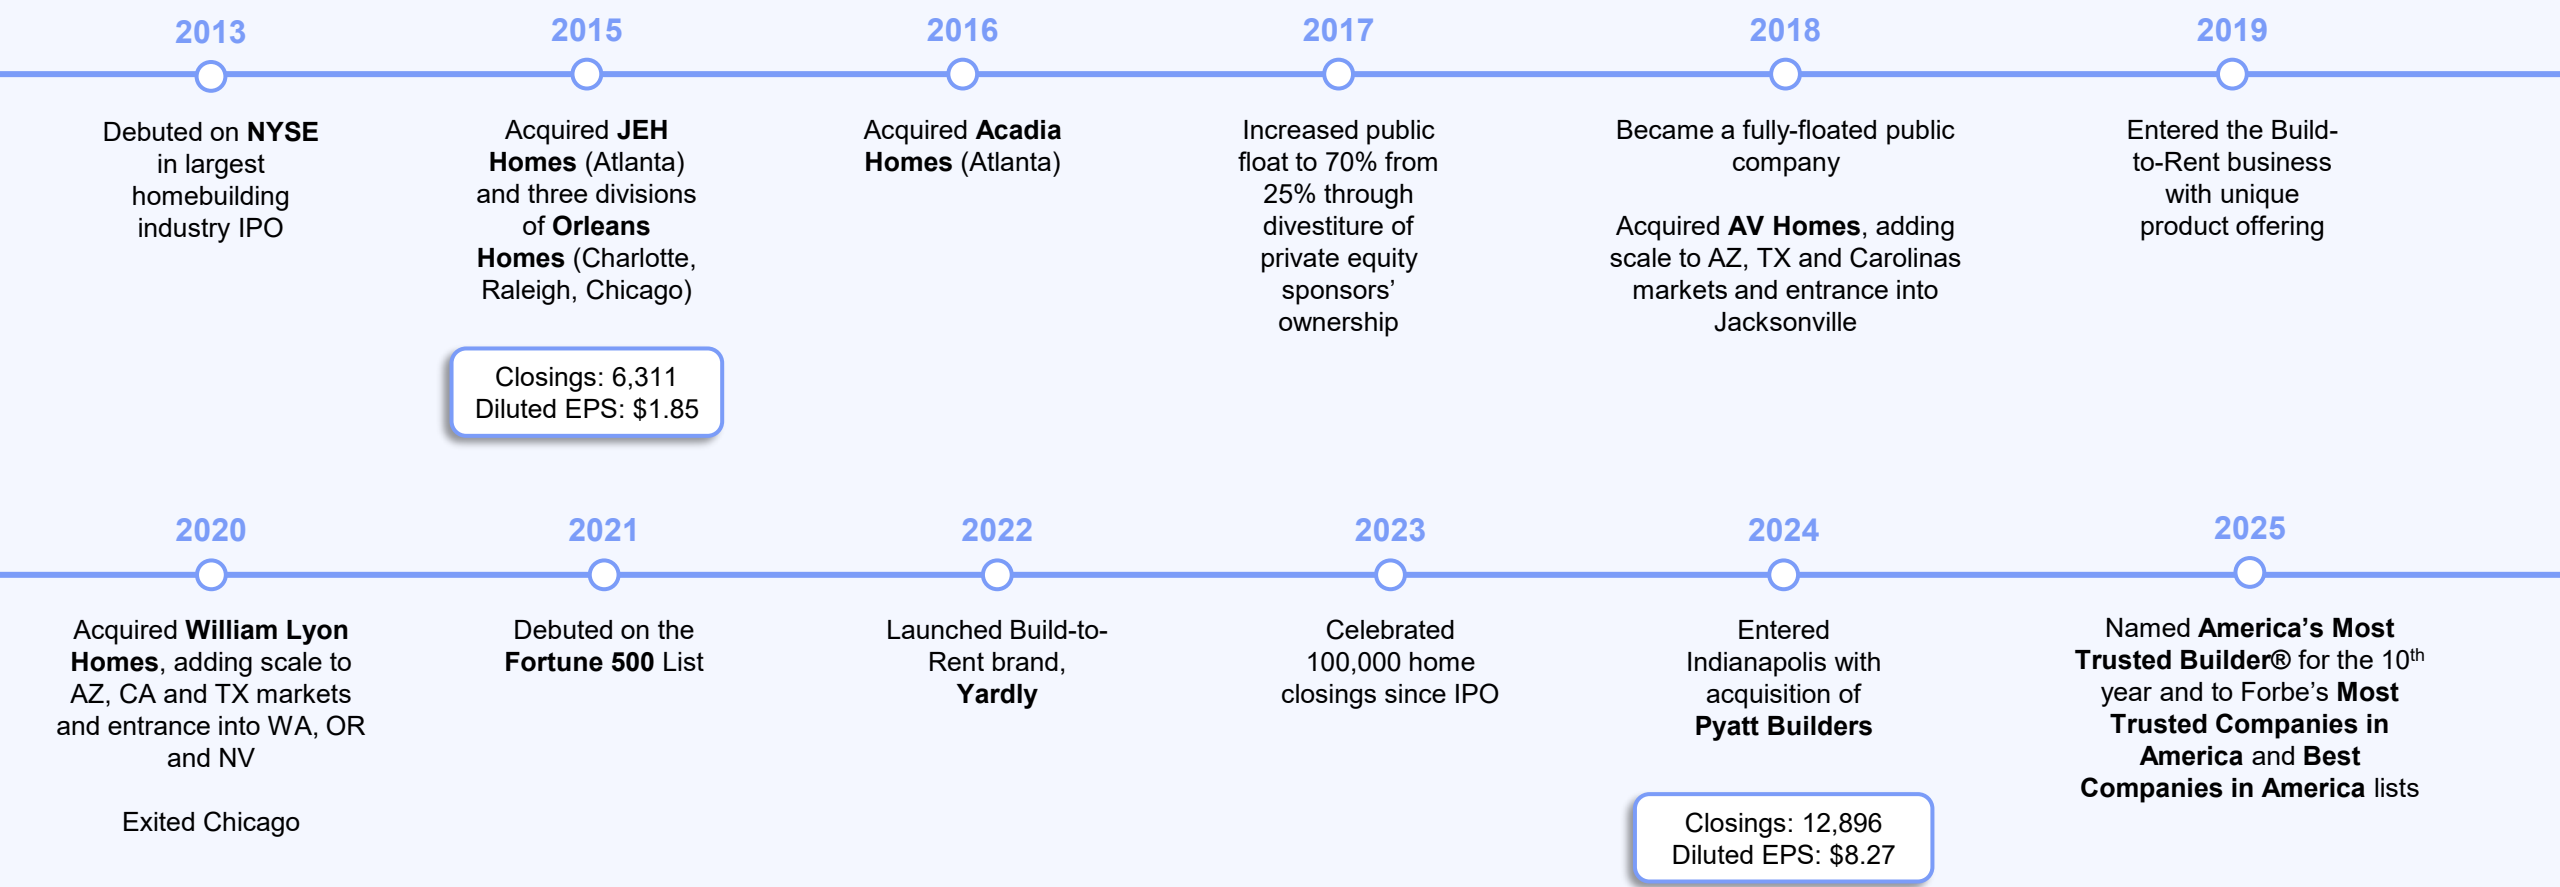 2013
Debuted on NYSE
in largest
homebuilding
industry IPO
2015
Acquired JEH
Homes (Atlanta)
and three divisions
of Orleans
Homes (Charlotte,
Raleigh, Chicago)
Closings: 6,311
Diluted EPS: $1.85
2016
Acquired Acadia
Homes (Atlanta)
2017
Increased public
float to 70% from
25% through
divestiture of
private equity
sponsors’
ownership
2018
Became a fully-floated public
company
Acquired AV Homes, adding
scale to AZ, TX and Carolinas
markets and entrance into
Jacksonville
2019
Entered the Build-
to-Rent business
with unique
product offering
2020
Acquired William Lyon
Homes, adding scale to
AZ, CA and TX markets
and entrance into WA, OR
and NV
Exited Chicago
2021
Debuted on the
Fortune 500 List
2022
Launched Build-to-
Rent brand,
Yardly
2023
Celebrated
100,000 home
closings since IPO
2024
Entered
Indianapolis with
acquisition of
Pyatt Builders
Closings: 12,896
Diluted EPS: $8.27
2025
Named America’s Most
Trusted Builder® for the 10th
year and to Forbe’s Most
Trusted Companies in
America and Best
Companies in America lists